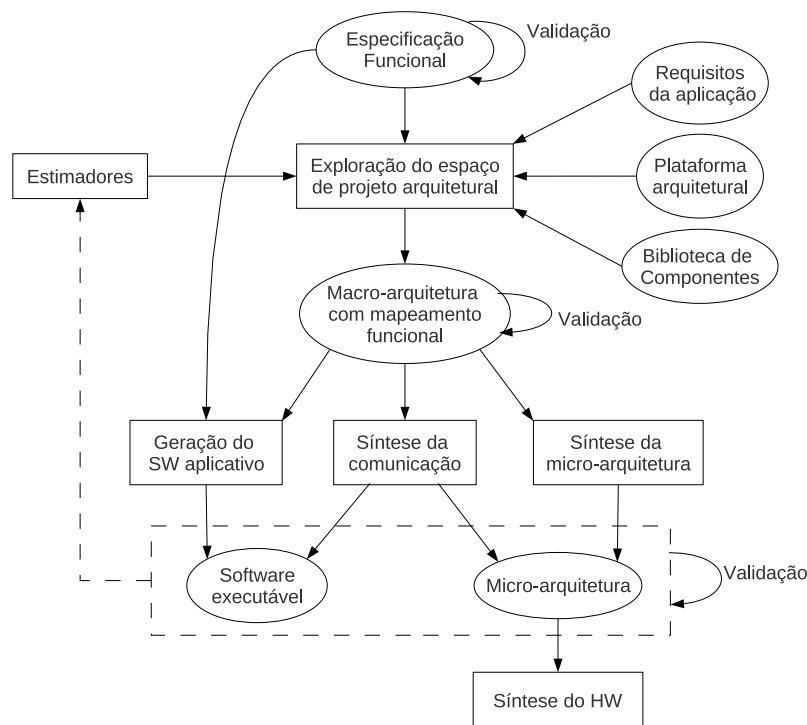 Especificação
Funcional
Validação
Requisitos
da aplicação
Estimadores
Exploração do espaço
de projeto arquitetural
Plataforma
arquitetural
Biblioteca de
Componentes
Macro-arquitetura
com mapeamento
funcional
Validação
Geração do
SW aplicativo
Síntese da
comunicação
Síntese da
micro-arquitetura
Software
executável
Micro-arquitetura
Validação
Síntese do HW